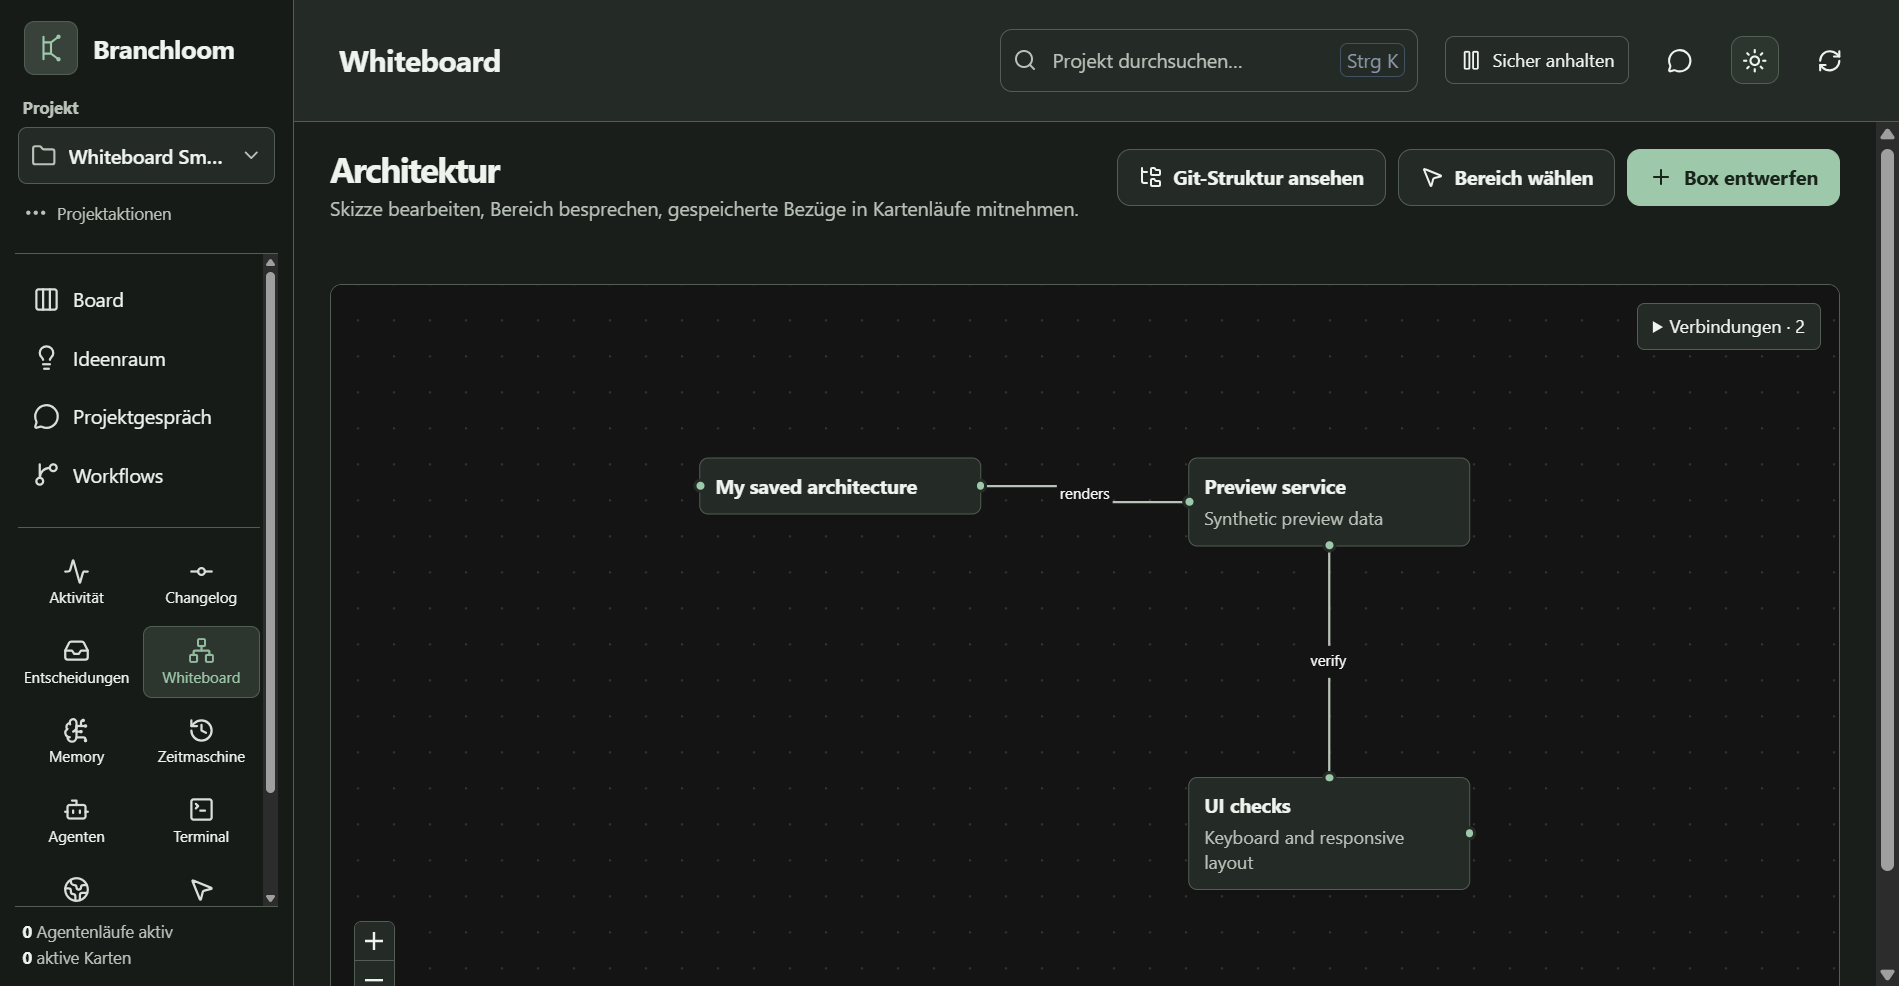 Branchloom
Projekt
Whiteboard Sm...
Projektaktionen
Board
Ideenraum
Projektgespräch
Workflows
Aktivität
Changelog
Entscheidungen
Whiteboard
Memory
Zeitmaschine
Agenten
Terminal
0 Agentenläufe aktiv
0 aktive Karten
Whiteboard
Projekt durchsuchen...
Strg K
Sicher anhalten
Architektur
Skizze bearbeiten, Bereich besprechen, gespeicherte Bezüge in Kartenläufe mitnehmen.
Git-Struktur ansehen
Bereich wählen
Box entwerfen
Verbindungen · 2
My saved architecture
renders
Preview service
Synthetic preview data
verify
UI checks
Keyboard and responsive
layout